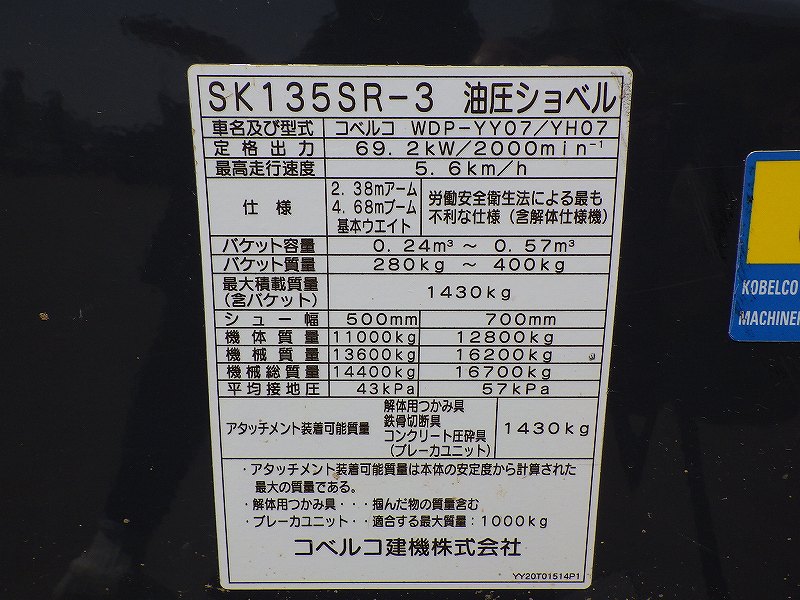 SK135SR-3 油圧ショベル
車名及び型式 コベルコ WDP-YY07/YH07
定格出力 69.2kW/2000min⁻¹
最高走行速度 5.6km/h
仕様 2.38mアーム
4.68mブーム
基本ウエイト
労働安全衛生法による最も
不利な仕様(含解体仕様機)
バケット容量 0.24m³ ～ 0.57m³
バケット質量 280kg ～ 400kg
最大積載質量
(含バケット)
1430kg
シュー幅 500mm 700mm
機体質量 11000kg 12800kg
機械質量 13600kg 16200kg
機械総質量 14400kg 16700kg
平均接地圧 43kPa 57kPa
アタッチメント装着可能質量
解体用つかみ具
鉄骨切断具
コンクリート圧砕具
(ブレーカユニット)
1430kg
・アタッチメント装着可能質量は本体の安定度から計算された
最大の質量である。
・解体用つかみ具・・・掴んだ物の質量含む
・ブレーカユニット・・適合する最大質量:1000kg
コベルコ建機株式会社
YY20T01514P1
KOBELCO